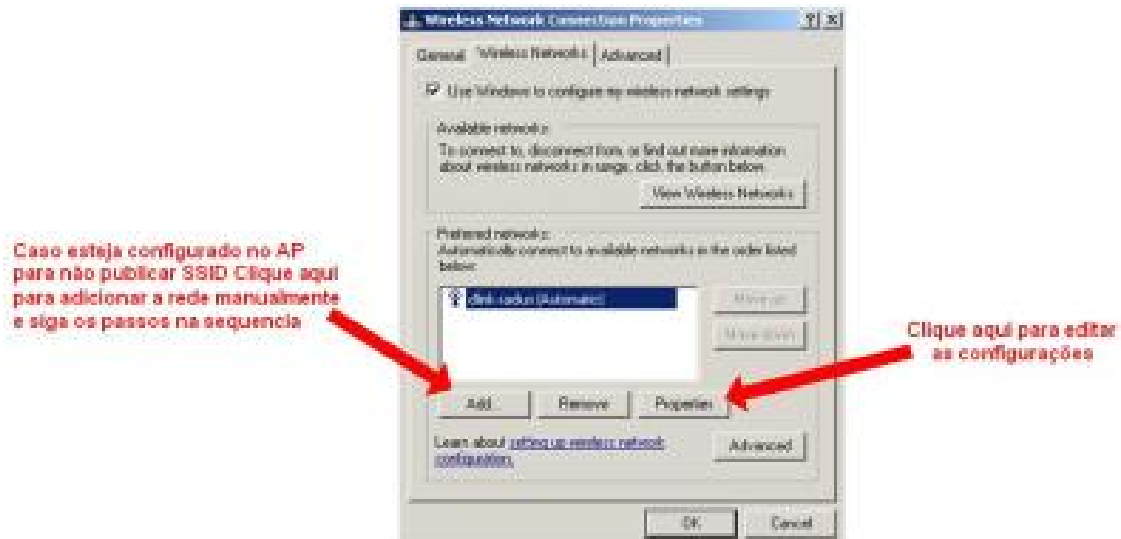 Wireless Network Connection Properties
General Wireless Networks Advanced
Use Windows to configure my wireless network settings
Available networks:
To connect to, disconnect from, or find out more information
about wireless networks in range, click the button below.
View Wireless Networks
Preferred networks:
Automatically connect to available networks in the order listed
below:
dlink-radius (Automatic)
Move up
Move down
Add...
Remove
Properties
Learn about setting up wireless network
configuration.
Advanced
OK
Cancel
Caso esteja configurado no AP
para não publicar SSID Clique aqui
para adicionar a rede manualmente
e siga os passos na sequencia
Clique aqui para editar
as configurações